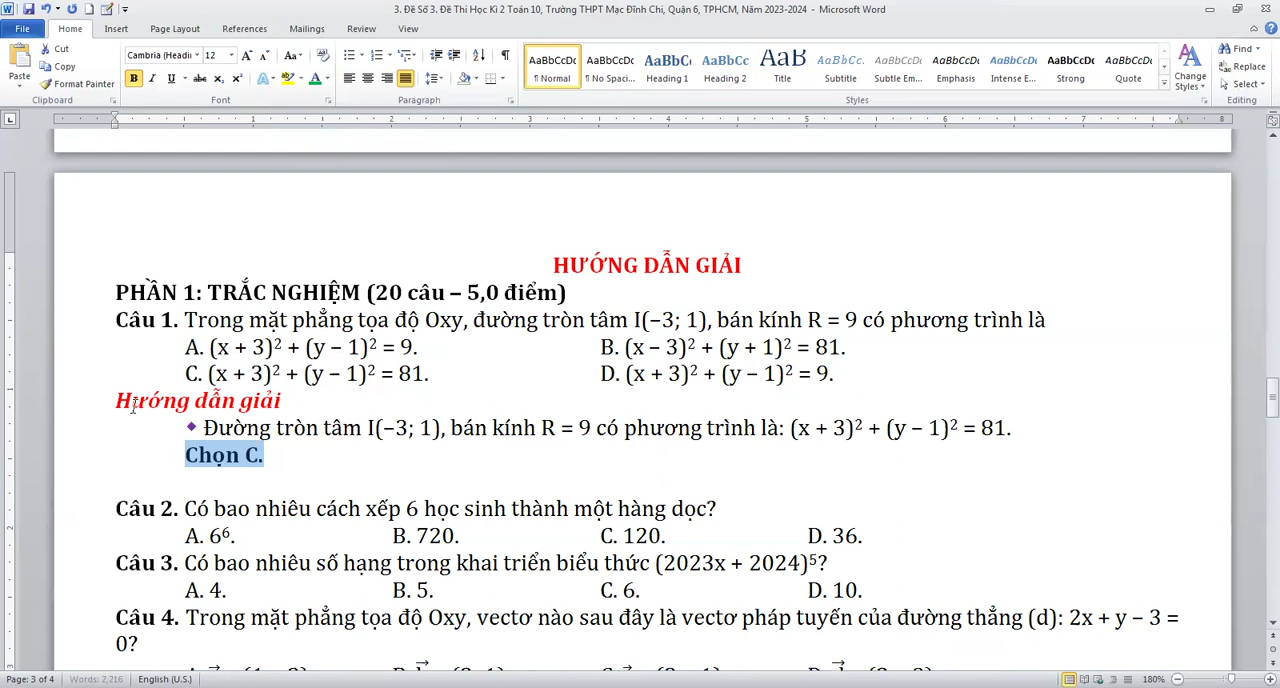 3. Đề Số 3. Đề Thi Học Kì 2 Toán 10, Trường THPT Mạc Đĩnh Chi, Quận 6, TPHCM, Năm 2023-2024 - Microsoft Word
File Home Insert Page Layout References Mailings Review View
Paste
Cut
Copy
Format Painter
Clipboard
Cambria (Headin 12
Font
Paragraph
AaBbCcDc AaBbCcDc AaBbC AaBbCc AaB AaBbCc. AaBbCcDc AaBbCcDc AaBbCcDc AaBbCcDc AaBbCcDc
¶ Normal ¶ No Spaci... Heading 1 Heading 2 Title Subtitle Subtle Em... Emphasis Intense E... Strong Quote
Change Styles
Styles
Find
Replace
Select
Editing
1 2 3 4 5 6 7 8
HƯỚNG DẪN GIẢI
PHẦN 1: TRẮC NGHIỆM (20 câu – 5,0 điểm)
Câu 1. Trong mặt phẳng tọa độ Oxy, đường tròn tâm I(−3; 1), bán kính R = 9 có phương trình là
A. (x + 3)² + (y − 1)² = 9. B. (x − 3)² + (y + 1)² = 81.
C. (x + 3)² + (y − 1)² = 81. D. (x + 3)² + (y − 1)² = 9.
Hướng dẫn giải
❖ Đường tròn tâm I(−3; 1), bán kính R = 9 có phương trình là: (x + 3)² + (y − 1)² = 81.
Chọn C.
Câu 2. Có bao nhiêu cách xếp 6 học sinh thành một hàng dọc?
A. 6⁶. B. 720. C. 120. D. 36.
Câu 3. Có bao nhiêu số hạng trong khai triển biểu thức (2023x + 2024)⁵?
A. 4. B. 5. C. 6. D. 10.
Câu 4. Trong mặt phẳng tọa độ Oxy, vectơ nào sau đây là vectơ pháp tuyến của đường thẳng (d): 2x + y − 3 =
0?
Page: 3 of 4 Words: 2,216 English (U.S.) 180%